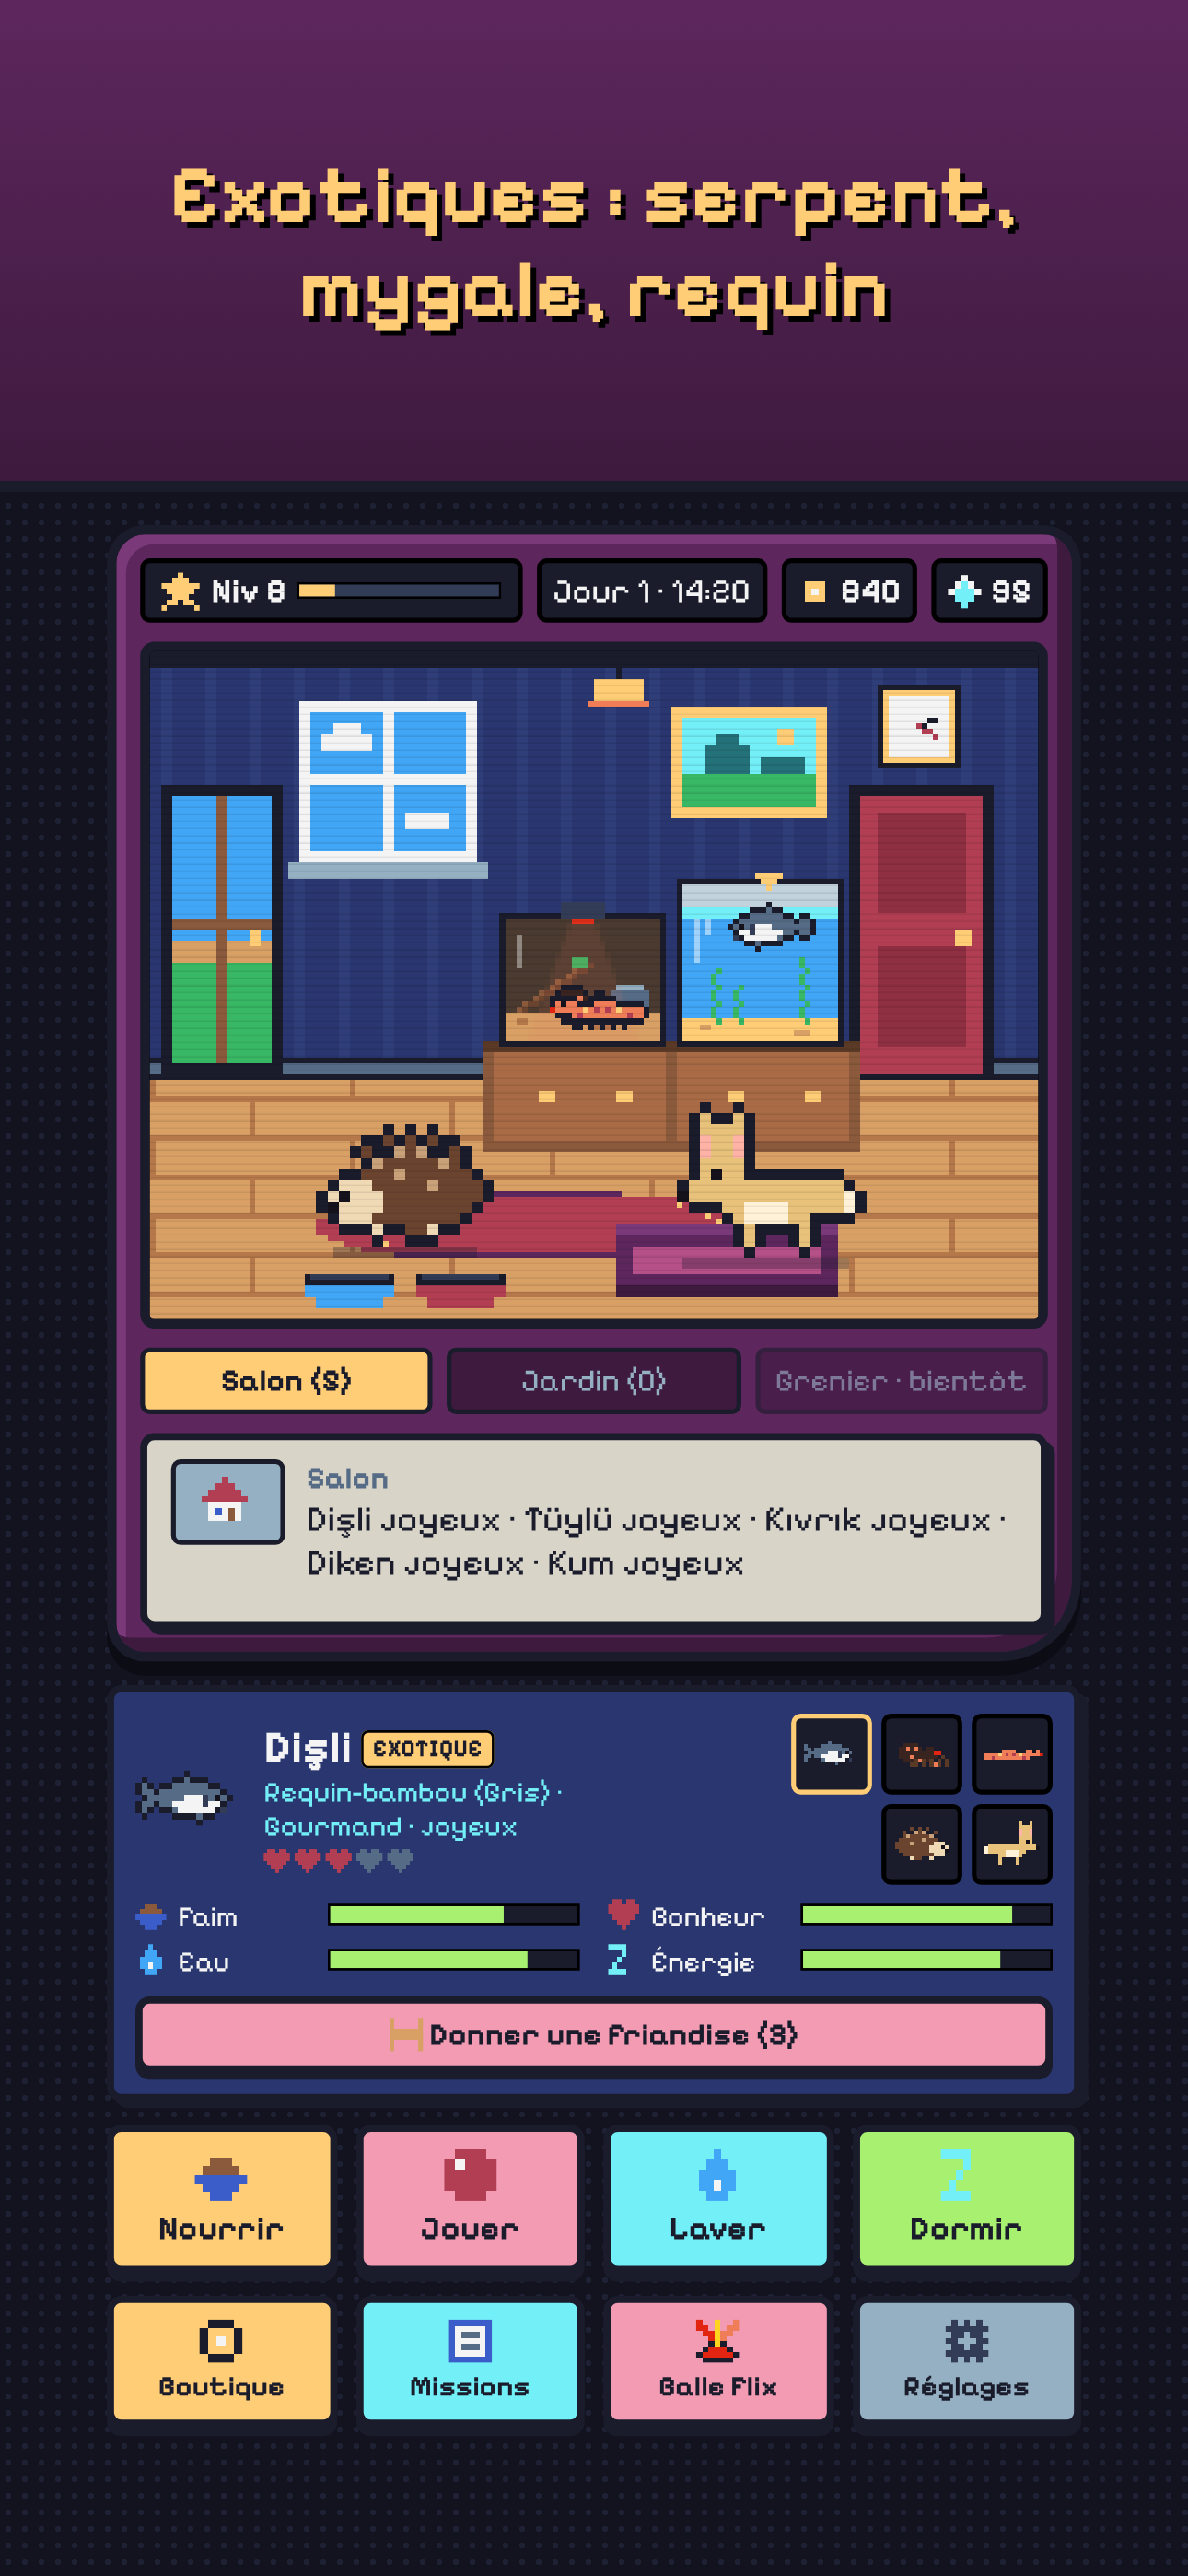 Exotiques : serpent,
mygale, requin
Niv 8
Jour 1 · 14:20
840
95
Salon (5)
Jardin (0)
Grenier · bientôt
Salon
Dişli joyeux · Tüylü joyeux · Kıvrık joyeux ·
Diken joyeux · Kum joyeux
Dişli
EXOTIQUE
Requin-bambou (Gris) ·
Gourmand · joyeux
Faim
Bonheur
Eau
Énergie
Donner une friandise (3)
Nourrir
Jouer
Laver
Dormir
Boutique
Missions
Balle Flix
Réglages